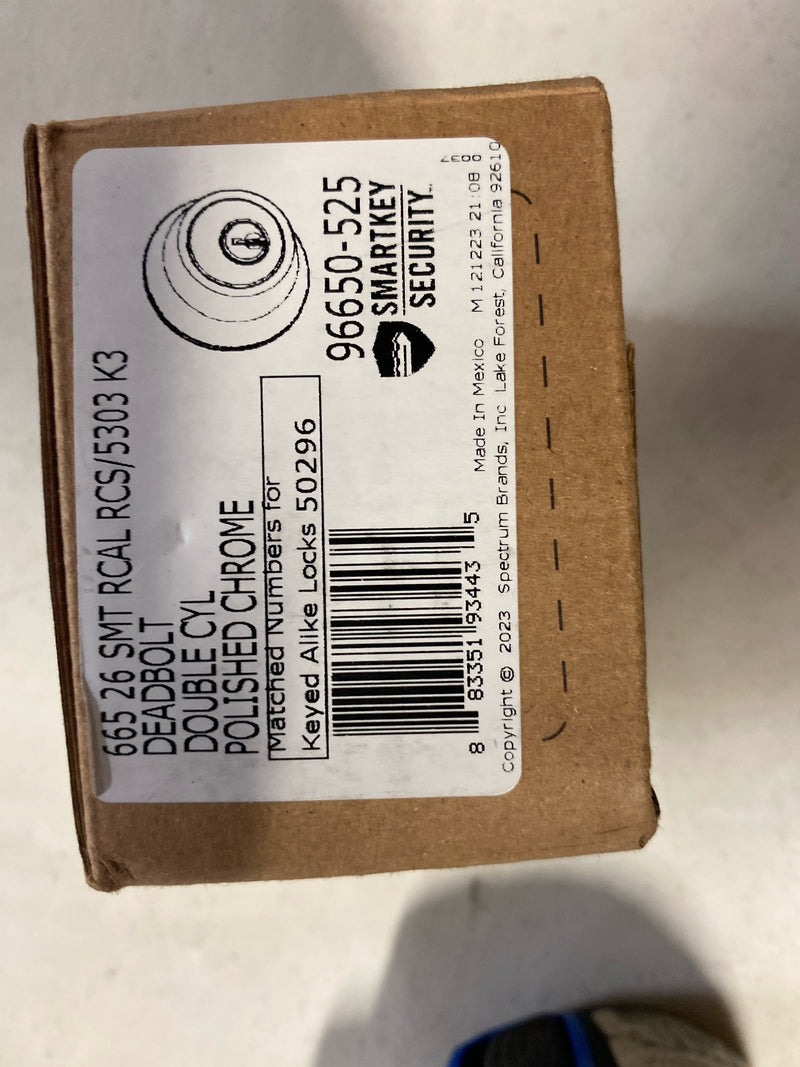 665 26 SMT RCAL RCS/5303 K3
DEADBOLT
DOUBLE CYL
POLISHED CHROME
Matched Numbers for
Keyed Alike Locks 50296
96650-525
SMARTKEY
SECURITY™
8 83351 93443 5
Made In Mexico M 121223 21:08 0037
Copyright © 2023 Spectrum Brands, Inc Lake Forest, California 92610